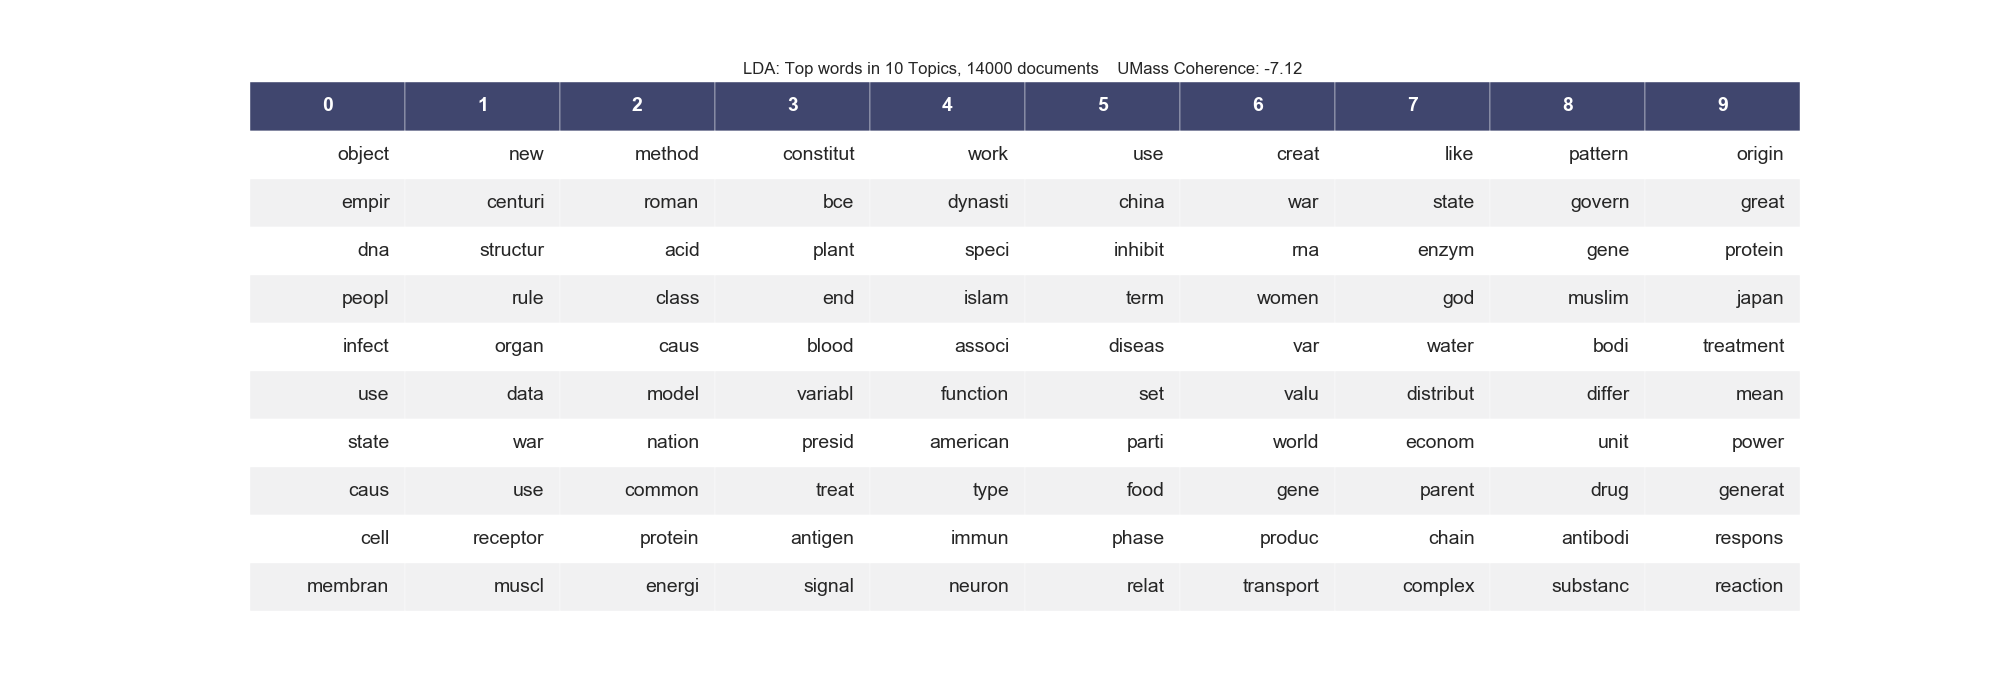 LDA: Top words in 10 Topics, 14000 documents    UMass Coherence: -7.12
0 1 2 3 4 5 6 7 8 9
object new method constitut work use creat like pattern origin
empir centuri roman bce dynasti china war state govern great
dna structur acid plant speci inhibit rna enzym gene protein
peopl rule class end islam term women god muslim japan
infect organ caus blood associ diseas var water bodi treatment
use data model variabl function set valu distribut differ mean
state war nation presid american parti world econom unit power
caus use common treat type food gene parent drug generat
cell receptor protein antigen immun phase produc chain antibodi respons
membran muscl energi signal neuron relat transport complex substanc reaction